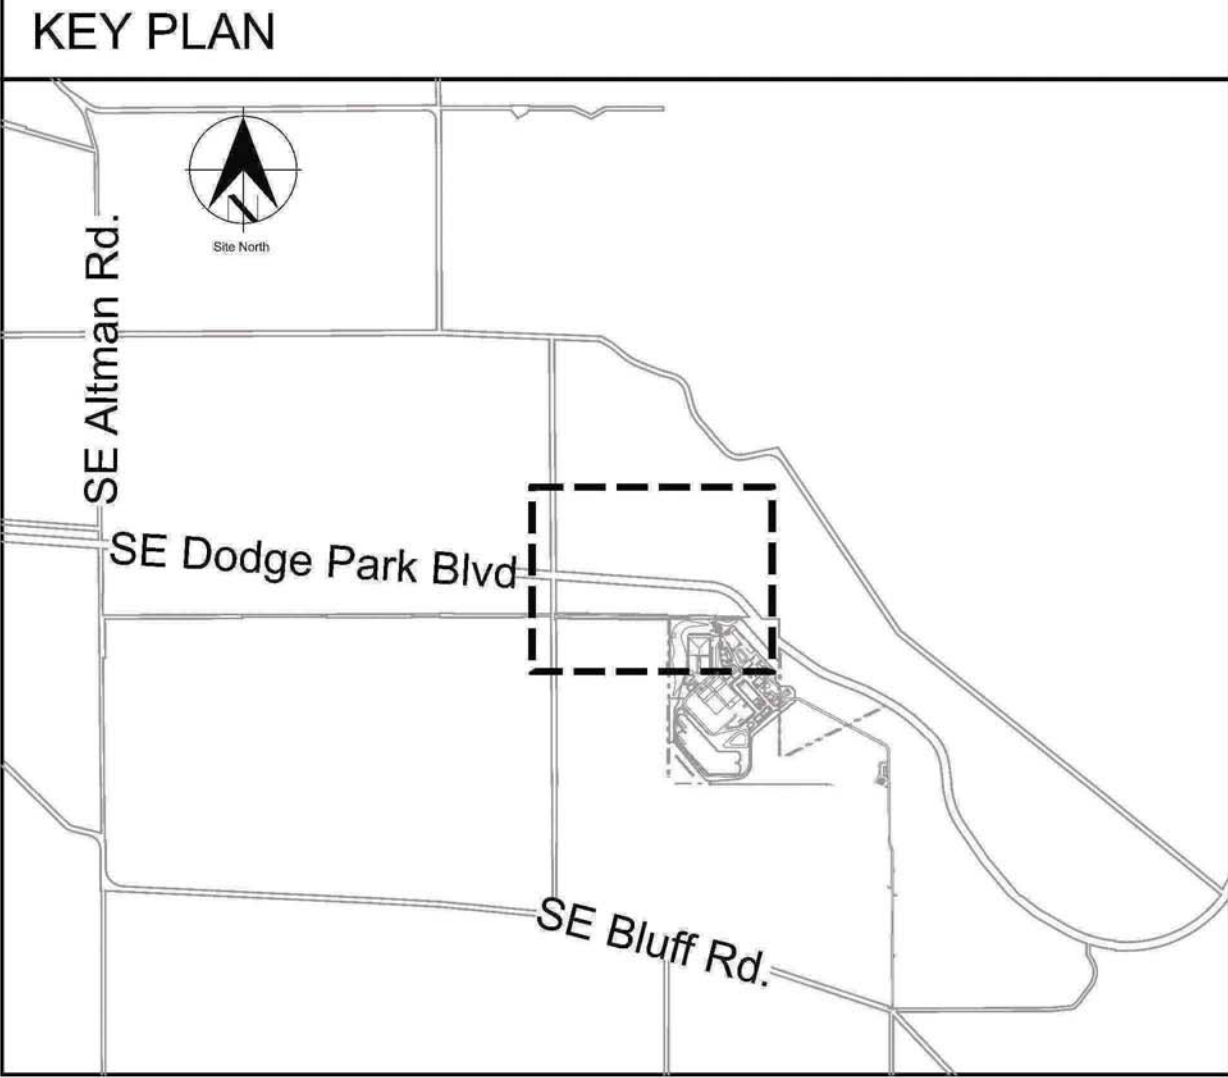 KEY PLAN
Site North
SE Altman Rd.
SE Dodge Park Blvd
SE Bluff Rd.